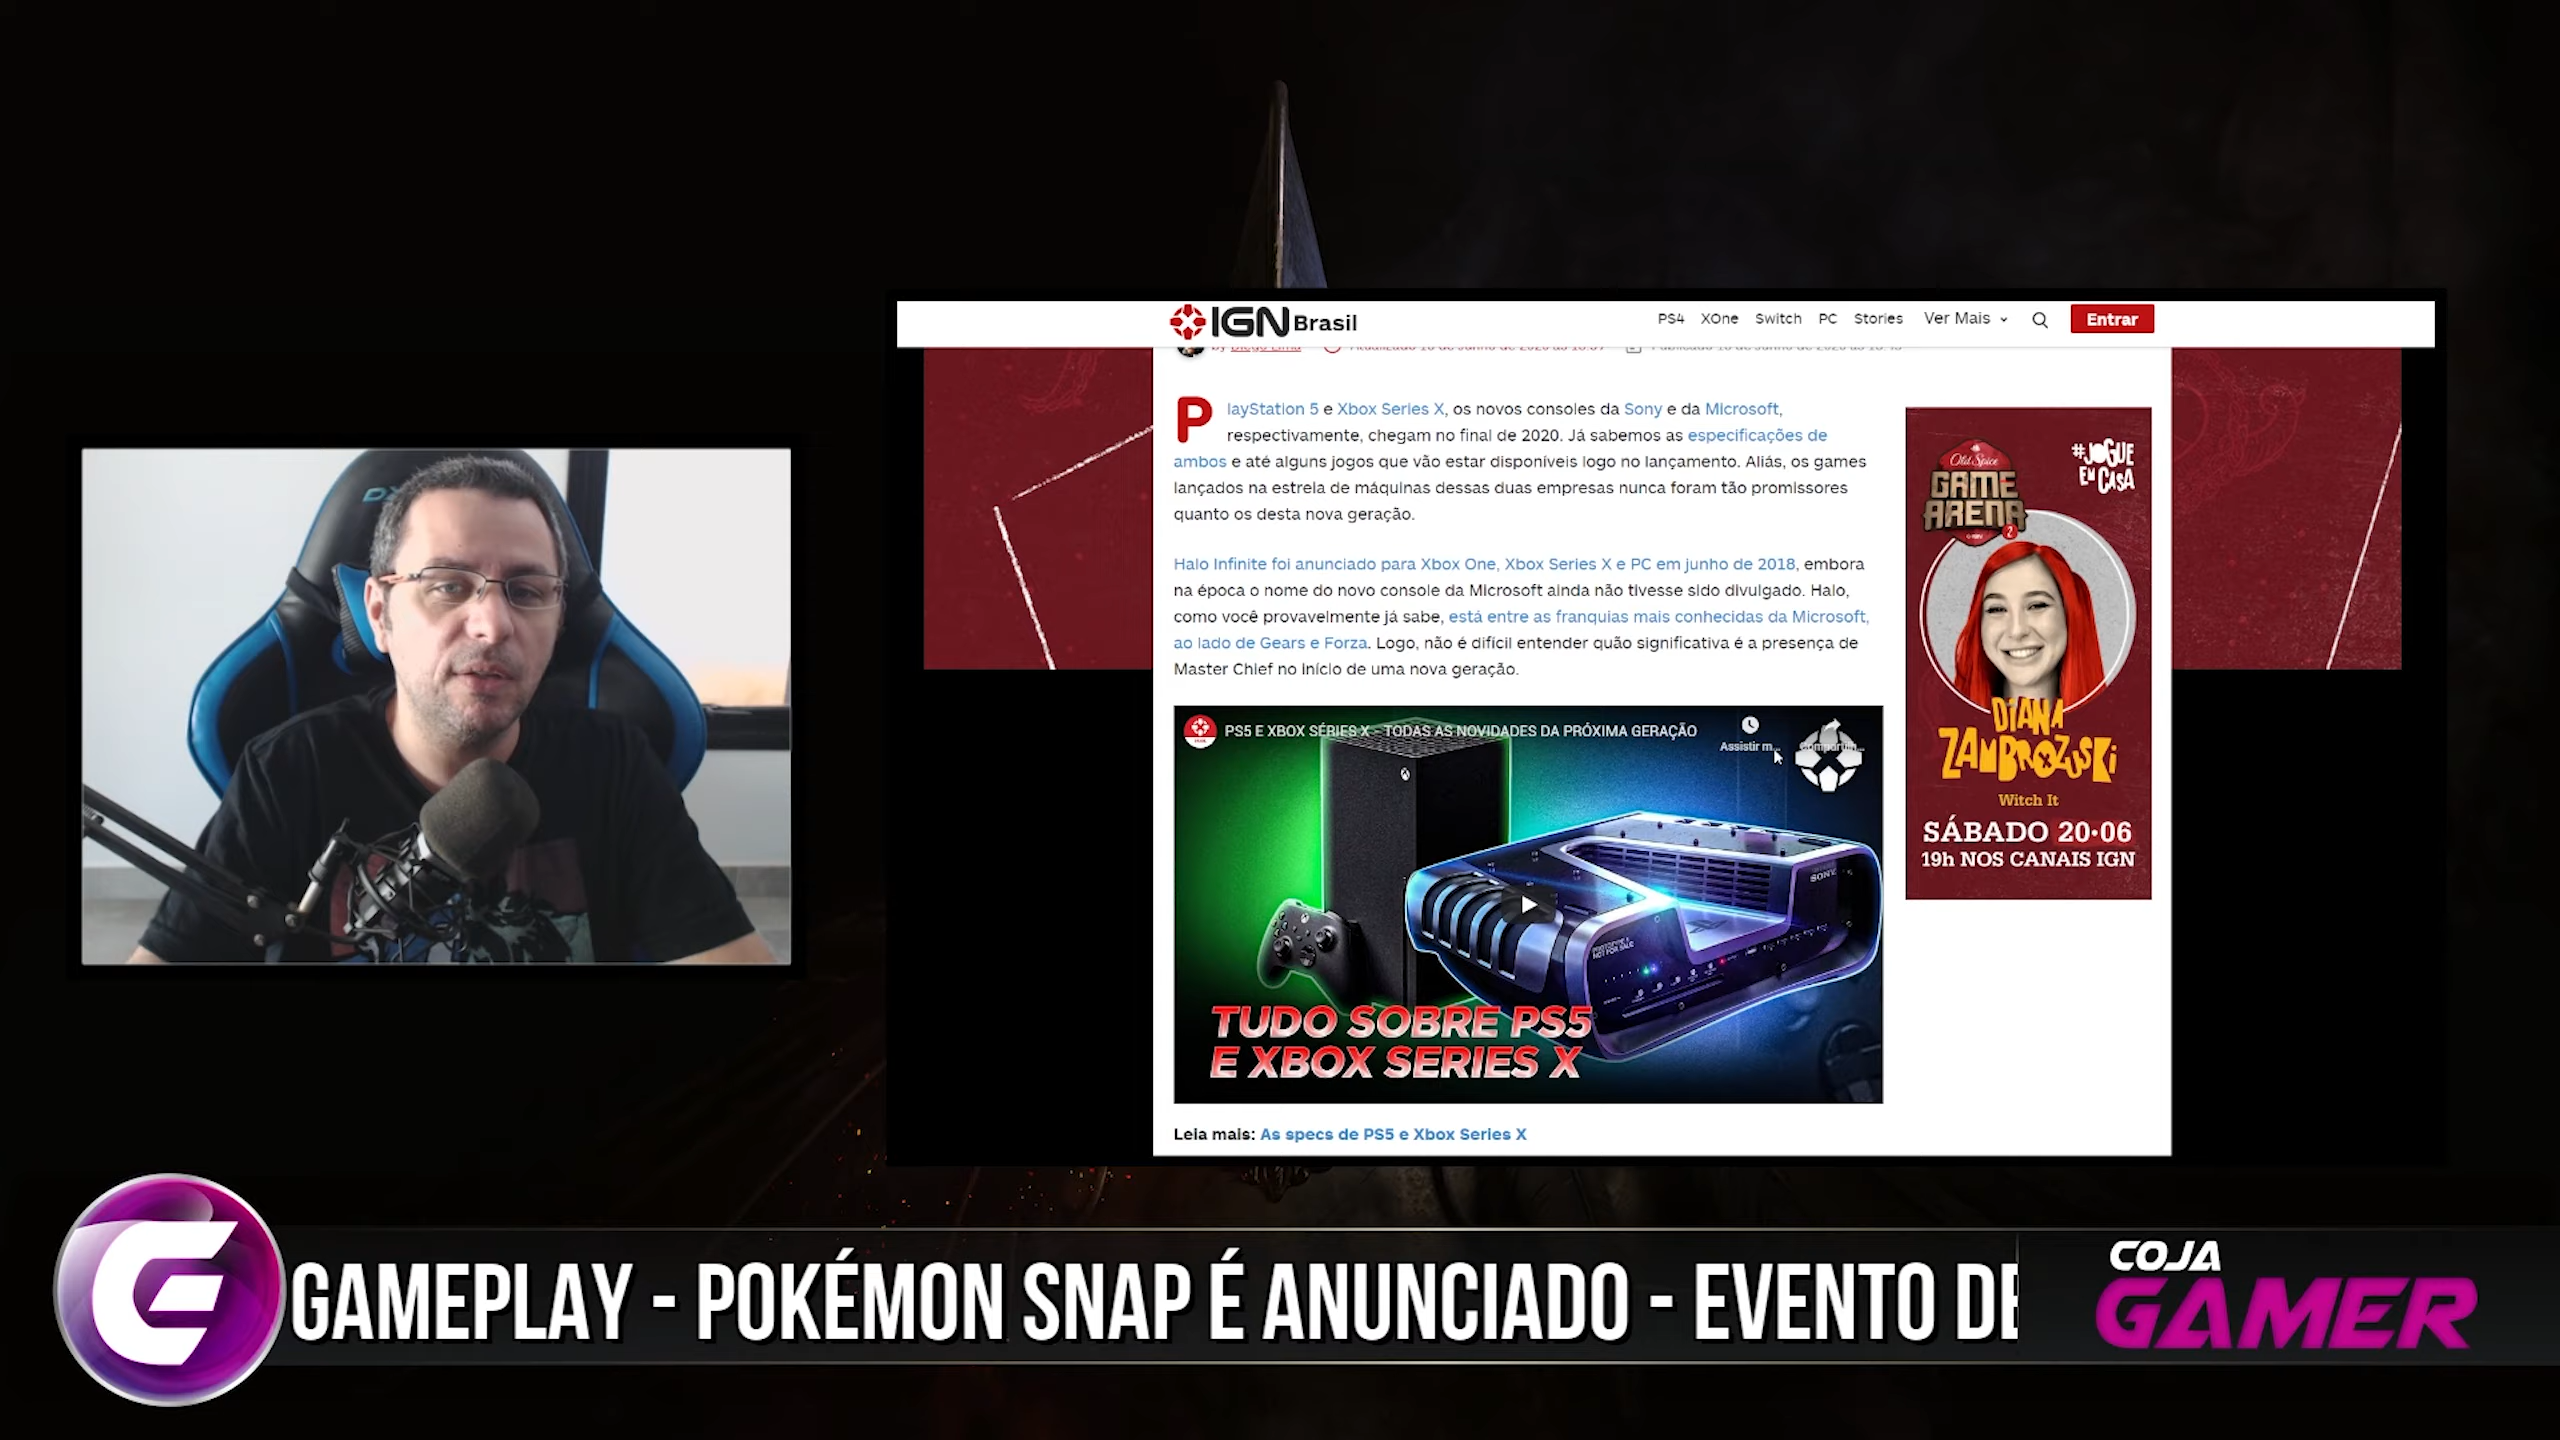 IGN Brasil
PS4 XOne Switch PC Stories Ver Mais Entrar
by Diego Lima
PlayStation 5 e Xbox Series X, os novos consoles da Sony e da Microsoft,
respectivamente, chegam no final de 2020. Já sabemos as especificações de
ambos e até alguns jogos que vão estar disponíveis logo no lançamento. Aliás, os games
lançados na estreia de máquinas dessas duas empresas nunca foram tão promissores
quanto os desta nova geração.
Halo Infinite foi anunciado para Xbox One, Xbox Series X e PC em junho de 2018, embora
na época o nome do novo console da Microsoft ainda não tivesse sido divulgado. Halo,
como você provavelmente já sabe, está entre as franquias mais conhecidas da Microsoft,
ao lado de Gears e Forza. Logo, não é difícil entender quão significativa é a presença de
Master Chief no início de uma nova geração.
PS5 E XBOX SÉRIES X - TODAS AS NOVIDADES DA PRÓXIMA GERAÇÃO
Assistir m...
SONY
TUDO SOBRE PS5
E XBOX SERIES X
Leia mais: As specs de PS5 e Xbox Series X
Old Spice
GAME
ARENA
2
#JOGUE
EM CASA
DIANA
ZAMBROZUSKI
Witch It
SÁBADO 20•06
19h NOS CANAIS IGN
GAMEPLAY - POKÉMON SNAP É ANUNCIADO - EVENTO DE
COJA
GAMER